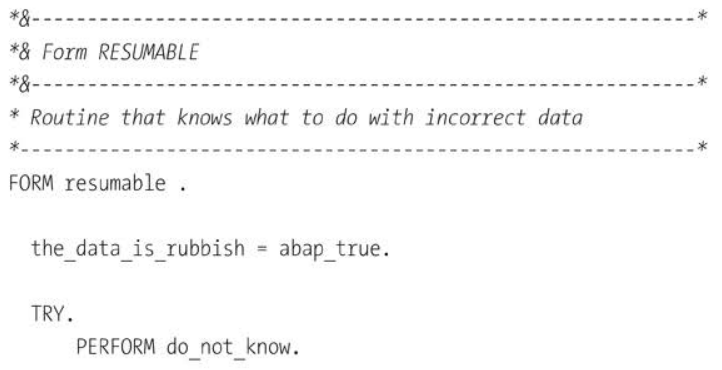 *&-----------------------------------------------------------*
*& Form RESUMABLE
*&-----------------------------------------------------------*
* Routine that knows what to do with incorrect data
*------------------------------------------------------------*
FORM resumable .
the_data_is_rubbish = abap_true.
TRY.
PERFORM do_not_know.